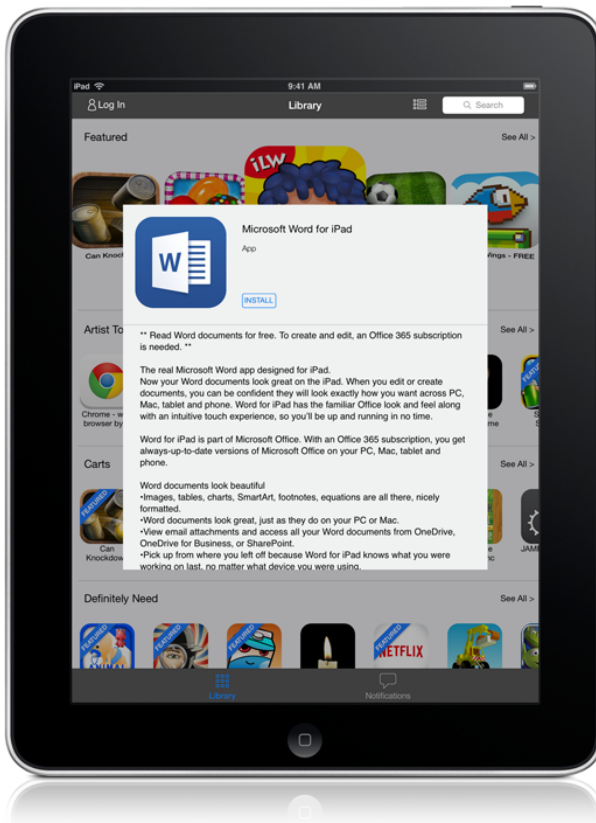 iPad 9:41 AM
Log In Library Search
Featured See All >
iLW
Can Knoc ings - FREE
Microsoft Word for iPad
App
W
INSTALL
Artist To See All >
** Read Word documents for free. To create and edit, an Office 365 subscription
is needed. **
The real Microsoft Word app designed for iPad.
Now your Word documents look great on the iPad. When you edit or create
documents, you can be confident they will look exactly how you want across PC,
Mac, tablet and phone. Word for iPad has the familiar Office look and feel along
with an intuitive touch experience, so you'll be up and running in no time.
Chrome - w
browser by
Word for iPad is part of Microsoft Office. With an Office 365 subscription, you get
always-up-to-date versions of Microsoft Office on your PC, Mac, tablet and
phone.
Carts See All >
Word documents look beautiful
•Images, tables, charts, SmartArt, footnotes, equations are all there, nicely
formatted.
•Word documents look great, just as they do on your PC or Mac.
•View email attachments and access all your Word documents from OneDrive,
OneDrive for Business, or SharePoint.
•Pick up from where you left off because Word for iPad knows what you were
working on last, no matter what device you were using.
FEATURED
Can
Knockdow
JAM
Definitely Need See All >
FEATURED FEATURED FEATURED FEATURED
ANIMAL NETFLIX
Library Notifications